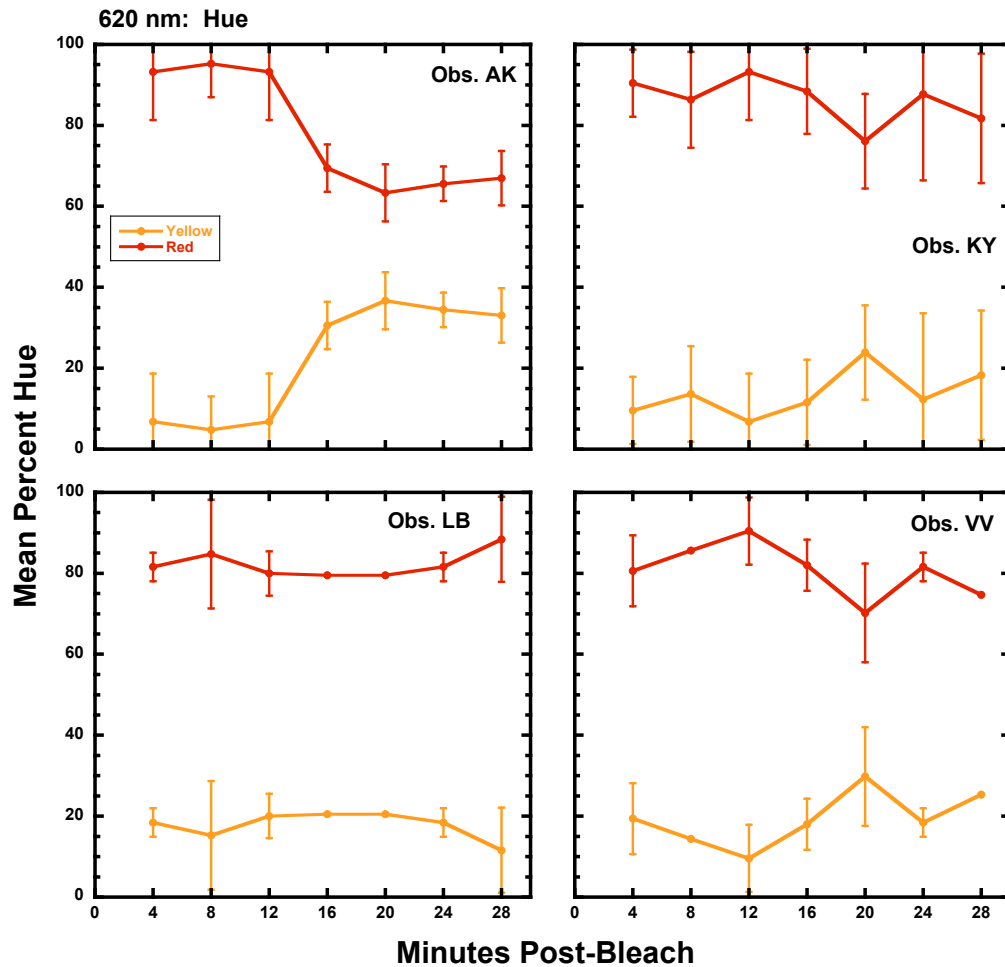 620 nm:  Hue
Mean Percent Hue
100
80
60
40
20
0
Obs. AK
Yellow
Red
Obs. KY
100
80
60
40
20
0
Obs. LB
Obs. VV
0 4 8 12 16 20 24 28
0 4 8 12 16 20 24 28
Minutes Post-Bleach